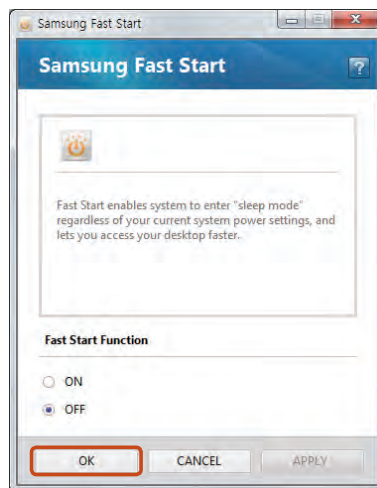 Samsung Fast Start
Samsung Fast Start
?
Fast Start enables system to enter "sleep mode"
regardless of your current system power settings, and
lets you access your desktop faster.
Fast Start Function
ON
OFF
OK CANCEL APPLY